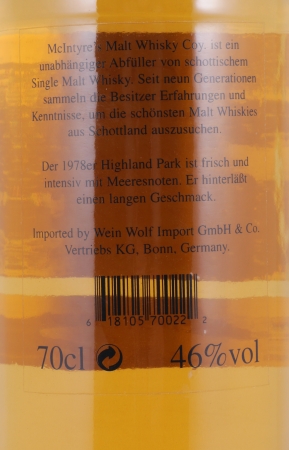 McIntyre's Malt Whisky Coy. ist ein
unabhängiger Abfüller von schottischem
Single Malt Whisky. Seit neun Generationen
sammeln die Besitzer Erfahrungen und
Kenntnisse, um die schönsten Malt Whiskies
aus Schottland auszusuchen.
Der 1978er Highland Park ist frisch und
intensiv mit Meeresnoten. Er hinterläßt
einen langen Geschmack.
Imported by Wein Wolf Import GmbH & Co.
Vertriebs KG, Bonn, Germany.
6 18105 70022 2
70cl 46%vol